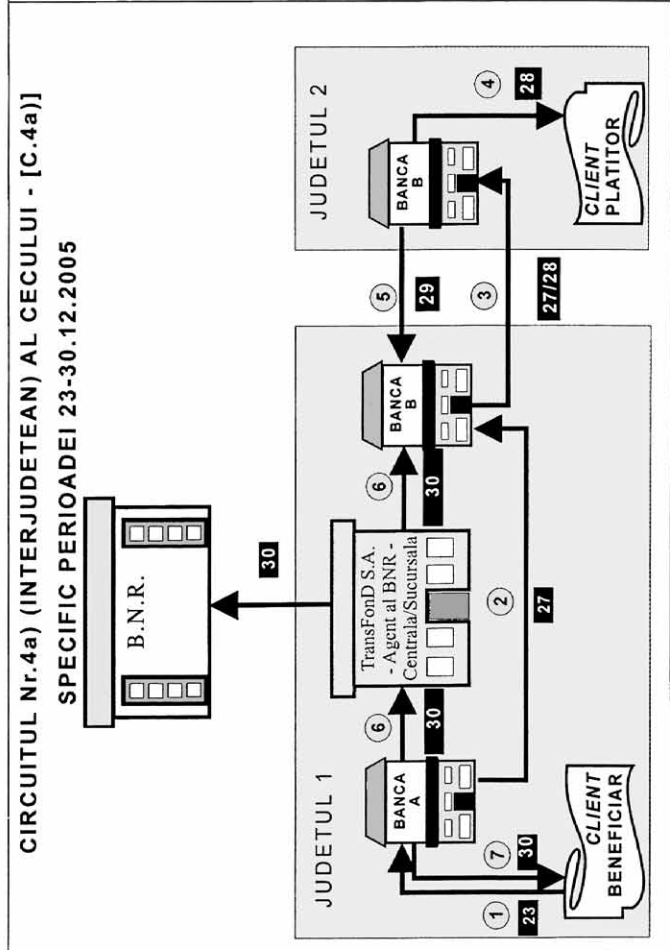 CIRCUITUL Nr.4a) (INTERJUDETEAN) AL CECULUI - [C.4a)]
SPECIFIC PERIOADEI 23-30.12.2005
B.N.R.
30
JUDETUL 1
JUDETUL 2
BANCA
A
6
30
TransFonD S.A.
- Agent al BNR -
Centrala/Sucursala
6
30
BANCA
B
5
29
BANCA
B
4
28
2
27
3
27/28
1
23
7
30
CLIENT
BENEFICIAR
CLIENT
PLATITOR